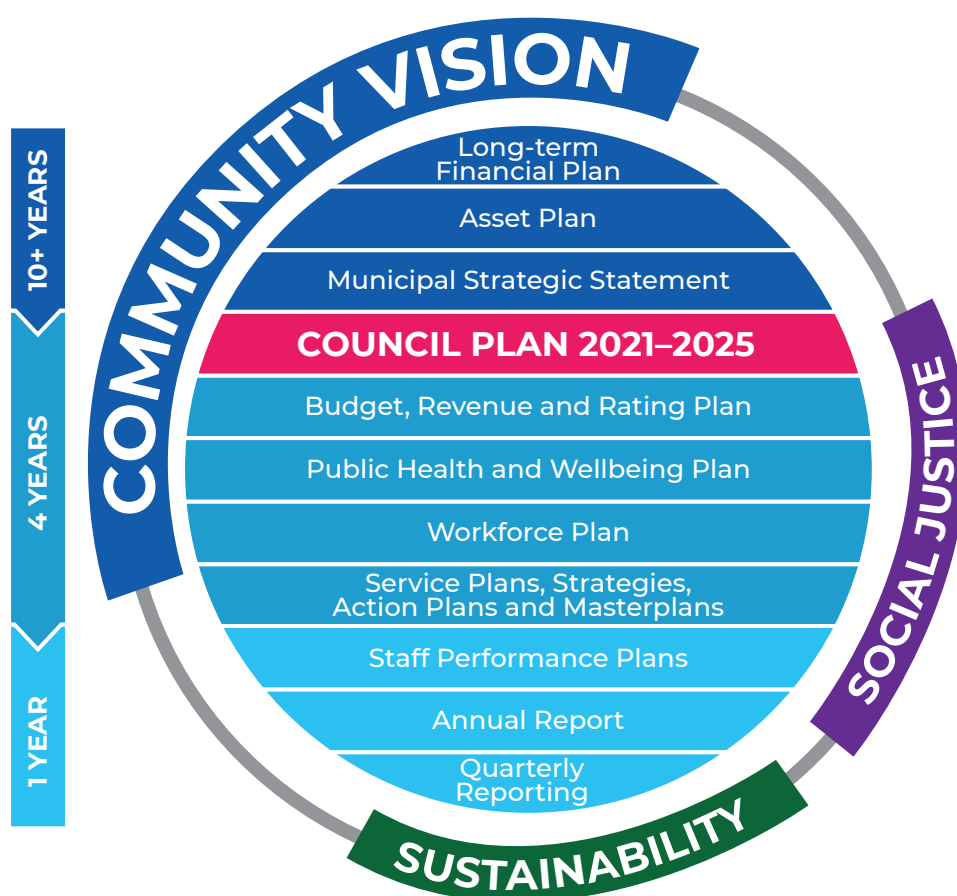 COMMUNITY VISION
10+ YEARS
4 YEARS
1 YEAR
Long-term
Financial Plan
Asset Plan
Municipal Strategic Statement
COUNCIL PLAN 2021–2025
Budget, Revenue and Rating Plan
Public Health and Wellbeing Plan
Workforce Plan
Service Plans, Strategies,
Action Plans and Masterplans
Staff Performance Plans
Annual Report
Quarterly
Reporting
SOCIAL JUSTICE
SUSTAINABILITY